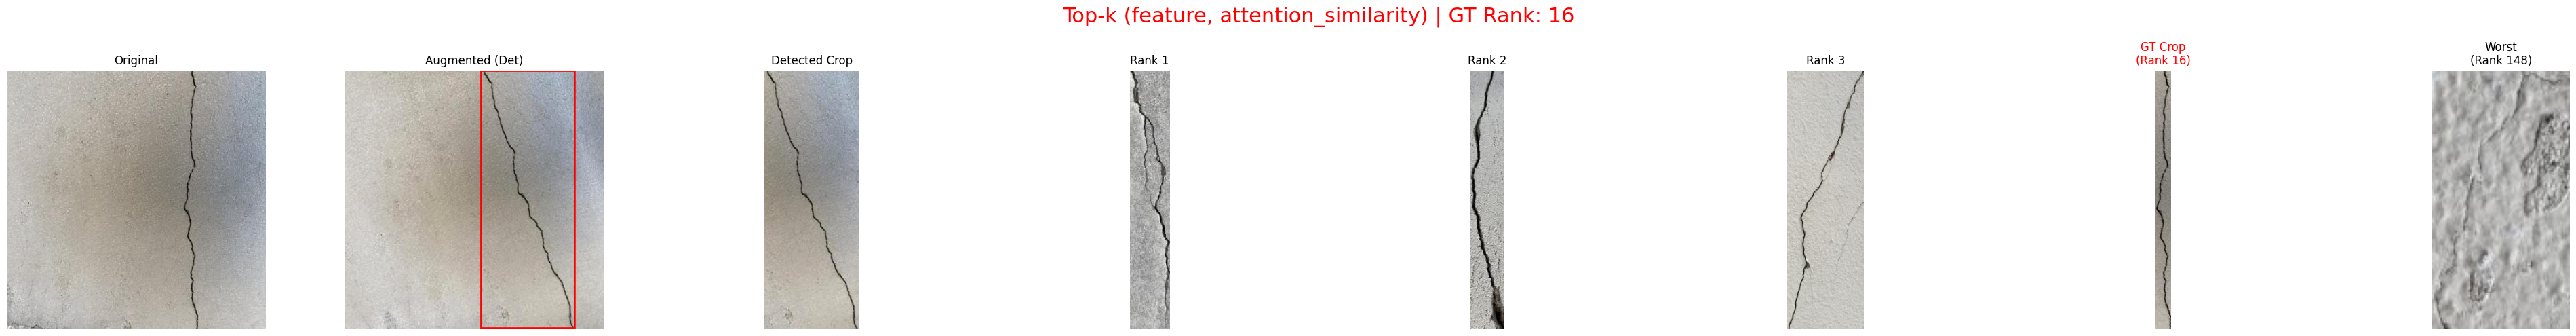 Top-k (feature, attention_similarity) | GT Rank: 16
Original
Augmented (Det)
Detected Crop
Rank 1
Rank 2
Rank 3
GT Crop
(Rank 16)
Worst
(Rank 148)